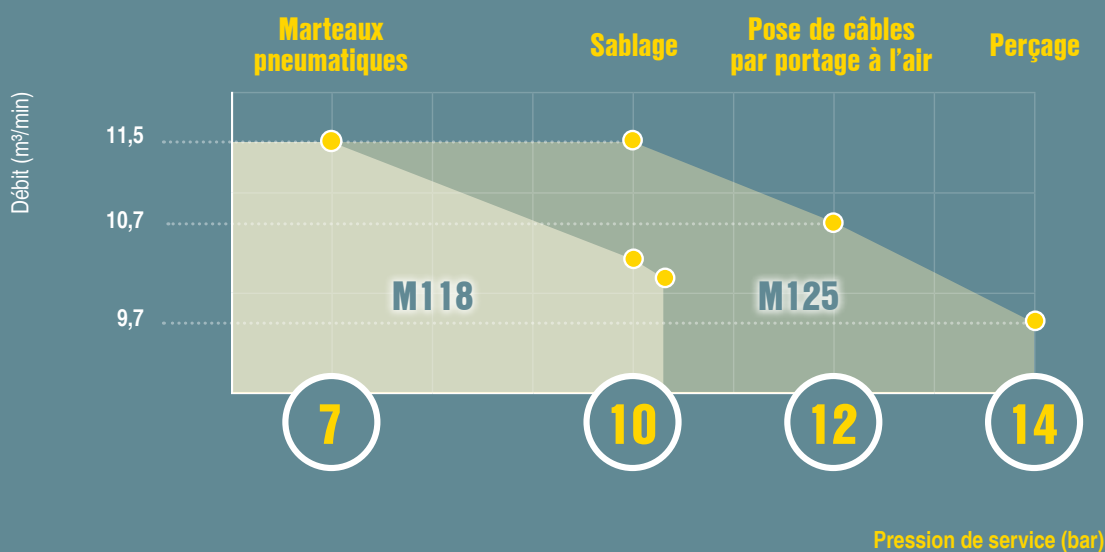 Marteaux
pneumatiques
Sablage
Pose de câbles
par portage à l’air
Perçage
Débit (m³/min)
11,5
10,7
9,7
M118
M125
7
10
12
14
Pression de service (bar)